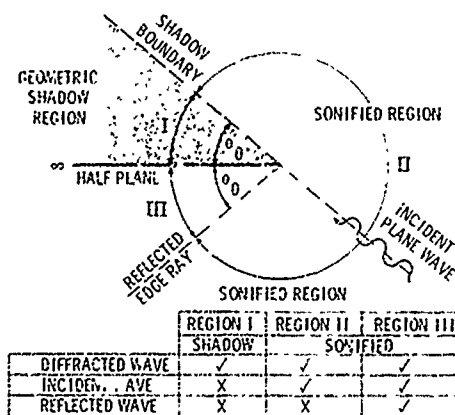 SHADOW
BOUNDARY
GEOMETRIC
SHADOW
REGION
SONIFIED REGION
I
II
∞
HALF PLANE
III
REFLECTED
EDGE RAY
INCIDENT
PLANE WAVE
SONIFIED REGION
REGION I REGION II REGION III
SHADOW SONIFIED
DIFFRACTED WAVE ✓ ✓ ✓
X ✓ ✓
REFLECTED WAVE X X ✓